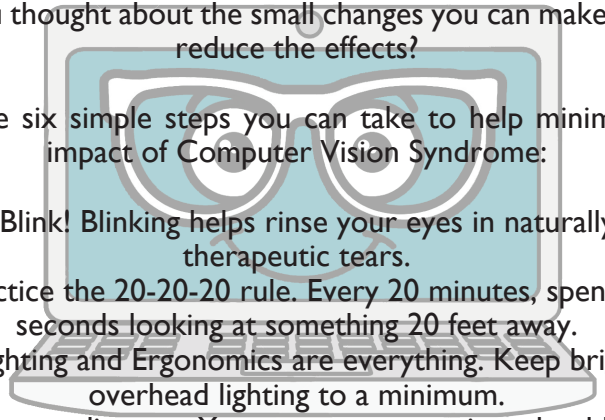 thought about the small changes you can make
reduce the effects?
six simple steps you can take to help minim
impact of Computer Vision Syndrome:
Blink! Blinking helps rinse your eyes in naturally
therapeutic tears.
ctice the 20-20-20 rule. Every 20 minutes, spen
seconds looking at something 20 feet away.
ghting and Ergonomics are everything. Keep bri
overhead lighting to a minimum.